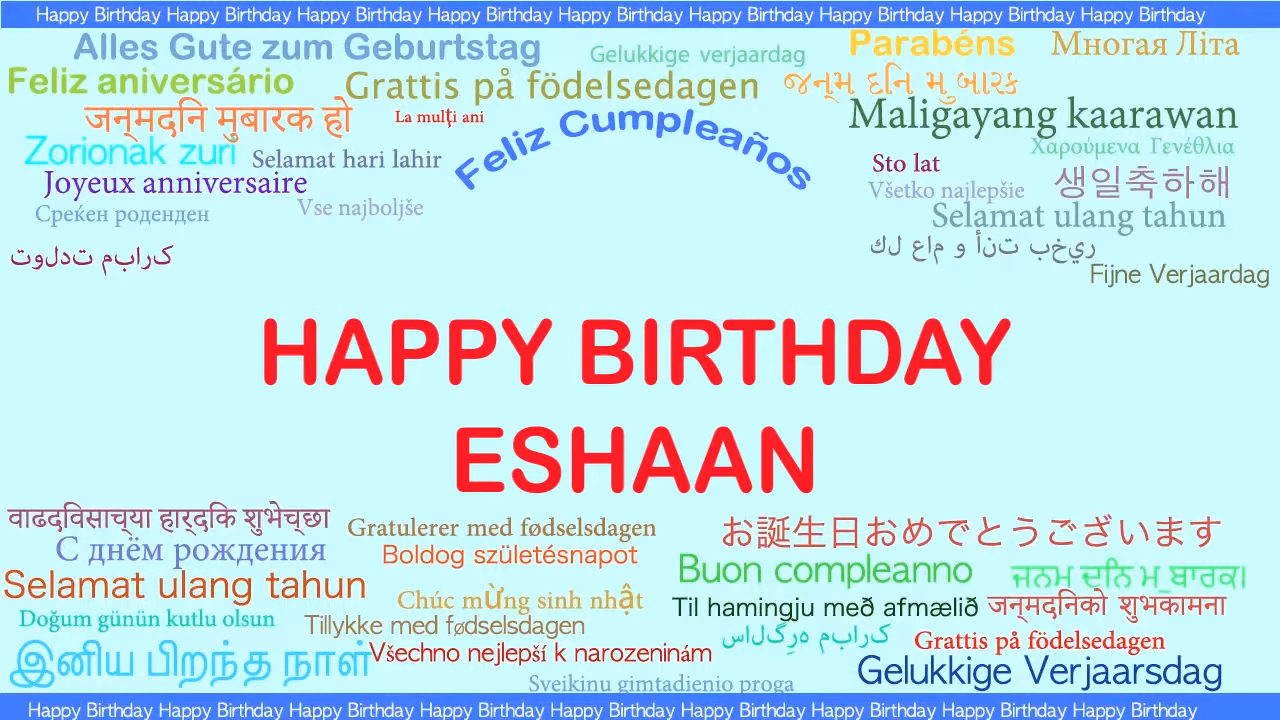 Happy Birthday Happy Birthday Happy Birthday Happy Birthday Happy Birthday Happy Birthday Happy Birthday Happy Birthday Happy Birthday
Alles Gute zum Geburtstag
Gelukkige verjaardag
Parabéns
Многая Літа
Feliz aniversário
Grattis på födelsedagen
જન્મ દનિ મુબારક
जन्मदनि मुबारक हो
La mulţi ani
Feliz Cumpleaños
Maligayang kaarawan
Zorionak zuri
Selamat hari lahir
Sto lat
Χαρούμενα Γενέθλια
Joyeux anniversaire
Všetko najlepšie
생일축하해
Среќен роденден
Vse najboljše
Selamat ulang tahun
تولدت مبارک
كل عام و أنت بخير
Fijne Verjaardag
HAPPY BIRTHDAY
ESHAAN
वाढदविसाच्या हार्दकि शुभेच्छा
Gratulerer med fødselsdagen
お誕生日おめでとうございます
С днём рождения
Boldog születésnapot
Buon compleanno
ਜਨਮ ਦਨਿ ਮੁਬਾਰਕ।
Selamat ulang tahun
Chúc mừng sinh nhật
Til hamingju með afmælið
जन्मदनिको शुभकामना
Doğum günün kutlu olsun
Tillykke med fødselsdagen
سالگرِه مبارک
Grattis på födelsedagen
இனிய பிறந்த நாள்
Všechno nejlepší k narozeninám
Gelukkige Verjaarsdag
Sveikinu gimtadienio proga
Happy Birthday Happy Birthday Happy Birthday Happy Birthday Happy Birthday Happy Birthday Happy Birthday Happy Birthday Happy Birthday